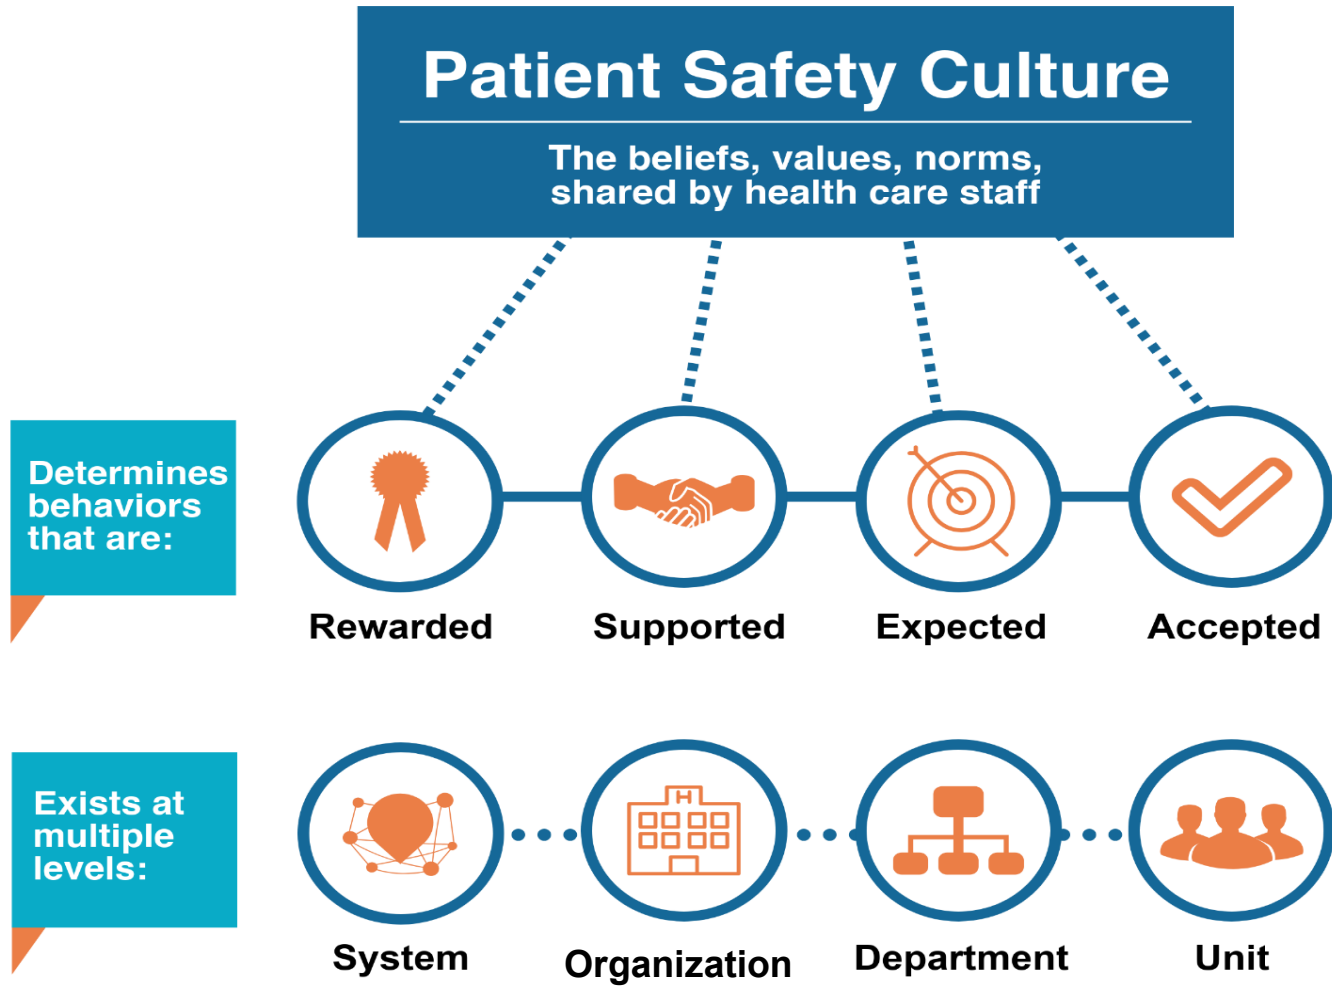 Patient Safety Culture
The beliefs, values, norms,
shared by health care staff
Determines
behaviors
that are:
Rewarded
Supported
Expected
Accepted
Exists at
multiple
levels:
H
System
Organization
Department
Unit